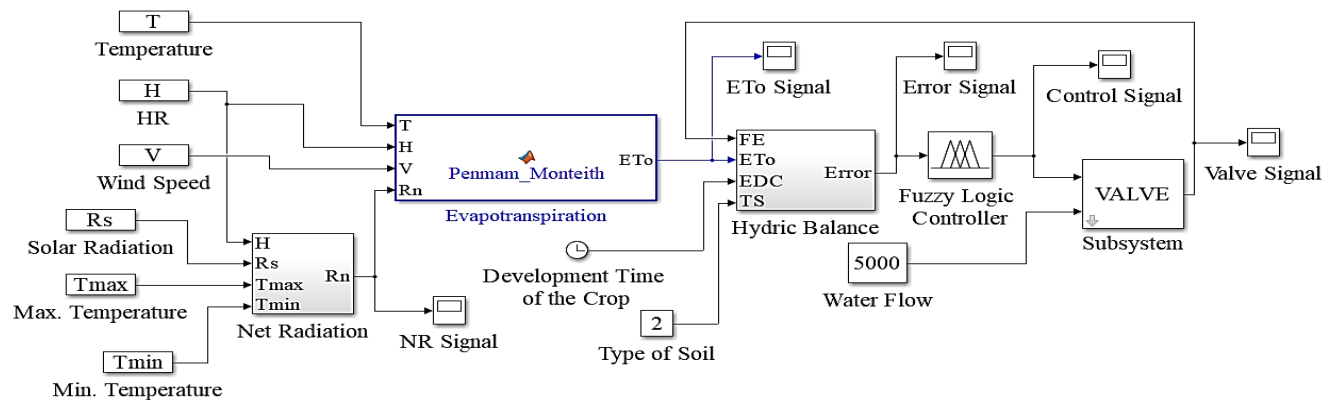 T
Temperature
H
HR
V
Wind Speed
Rs
Solar Radiation
Tmax
Max. Temperature
Tmin
Min. Temperature
H
Rs
Tmax
Tmin
Rn
Net Radiation
NR Signal
T
H
V
Rn
Penmam_Monteith
ETo
Evapotranspiration
ETo Signal
FE
ETo
EDC
TS
Error
Hydric Balance
Development Time
of the Crop
2
Type of Soil
Error Signal
Fuzzy Logic
Controller
5000
Water Flow
Control Signal
VALVE
Subsystem
Valve Signal